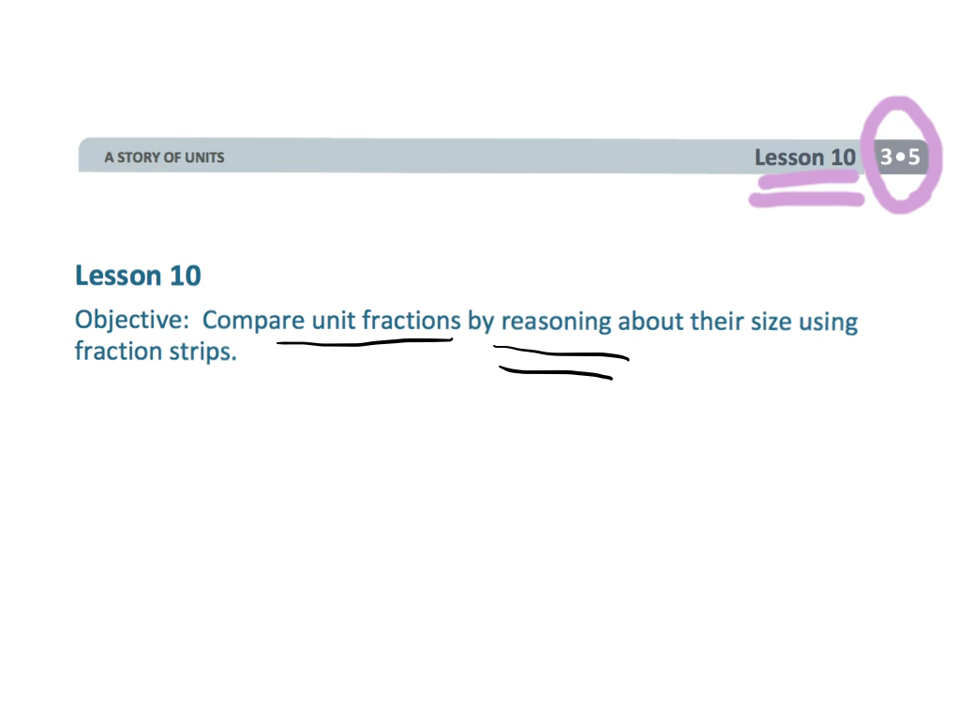 A STORY OF UNITS
Lesson 10
3•5
Lesson 10
Objective: Compare unit fractions by reasoning about their size using
fraction strips.